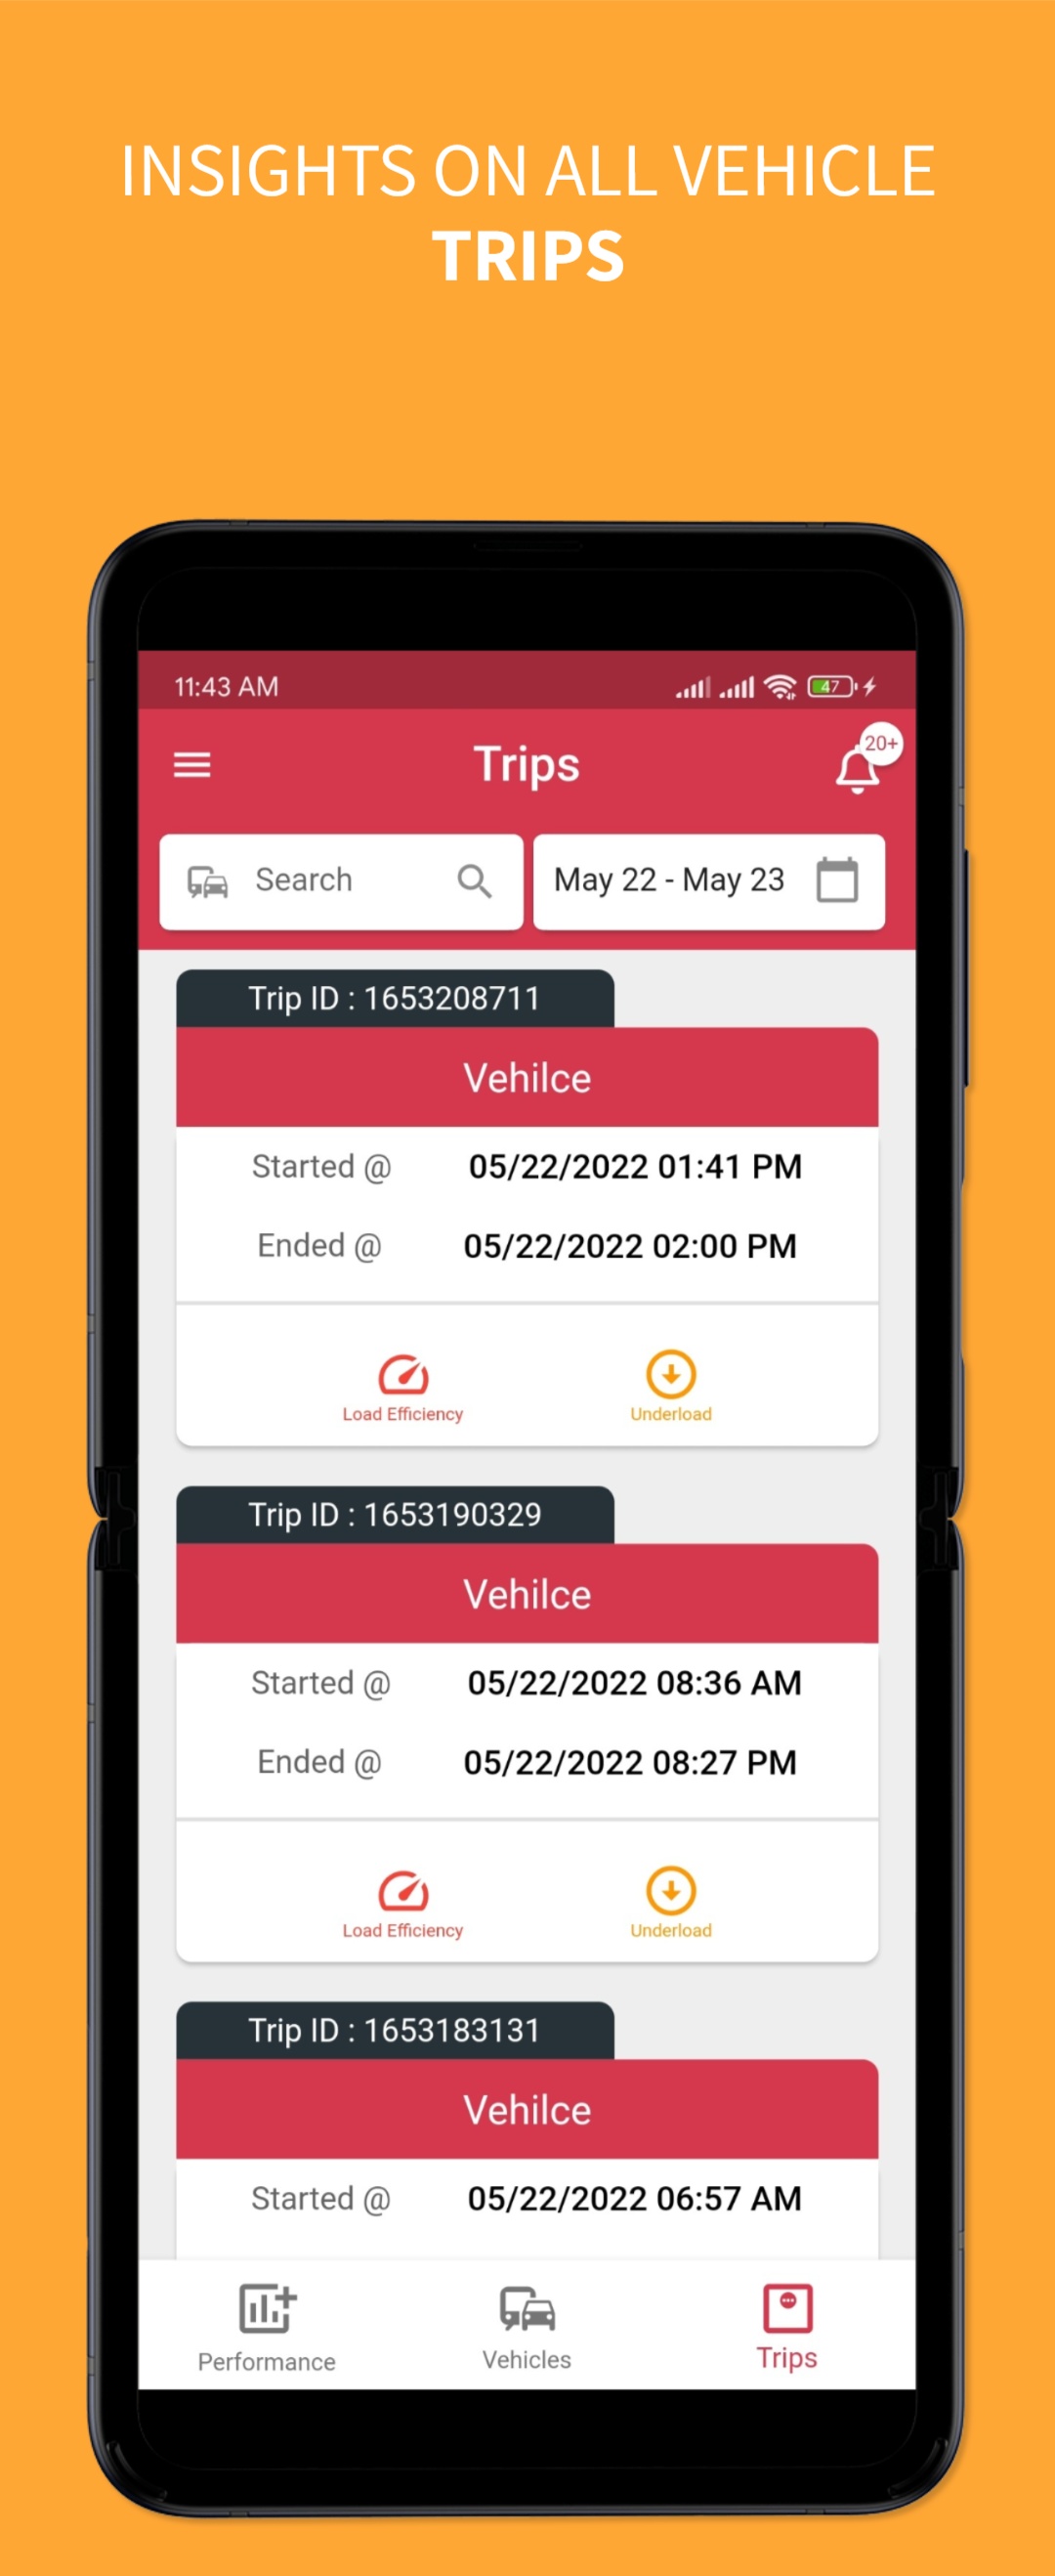 INSIGHTS ON ALL VEHICLE
TRIPS
11:43 AM
47
Trips
20+
Search
May 22 - May 23
Trip ID : 1653208711
Vehilce
Started @ 05/22/2022 01:41 PM
Ended @ 05/22/2022 02:00 PM
Load Efficiency Underload
Trip ID : 1653190329
Vehilce
Started @ 05/22/2022 08:36 AM
Ended @ 05/22/2022 08:27 PM
Load Efficiency Underload
Trip ID : 1653183131
Vehilce
Started @ 05/22/2022 06:57 AM
Performance Vehicles Trips